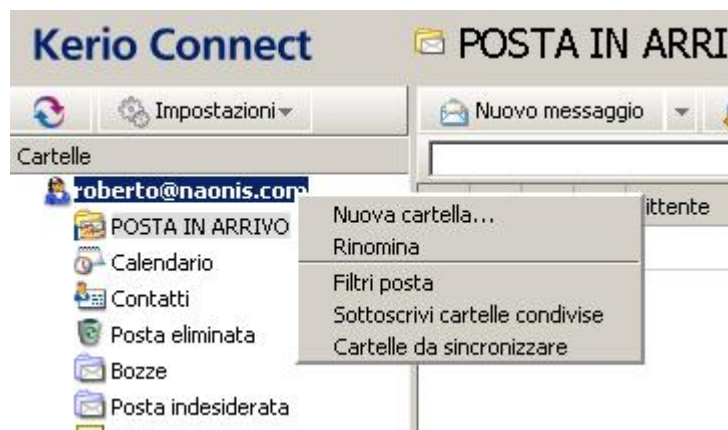 Kerio Connect
POSTA IN ARRI
Impostazioni
Nuovo messaggio
Cartelle
roberto@naonis.com
ittente
POSTA IN ARRIVO
Calendario
Contatti
Posta eliminata
Bozze
Posta indesiderata
Nuova cartella...
Rinomina
Filtri posta
Sottoscrivi cartelle condivise
Cartelle da sincronizzare